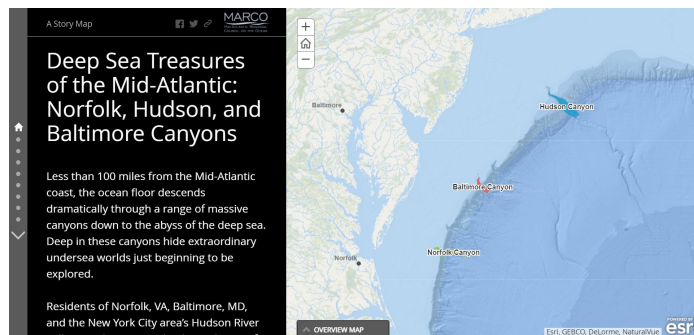 A Story Map
MARCO
Deep Sea Treasures
of the Mid-Atlantic:
Norfolk, Hudson, and
Baltimore Canyons
Less than 100 miles from the Mid-Atlantic
coast, the ocean floor descends
dramatically through a range of massive
canyons down to the abyss of the deep sea.
Deep in these canyons hide extraordinary
undersea worlds just beginning to be
explored.
Residents of Norfolk, VA, Baltimore, MD,
and the New York City area's Hudson River
Baltimore
Hudson Canyon
Baltimore Canyon
Norfolk Canyon
Norfolk
OVERVIEW MAP
Esri, GEBCO, DeLorme, NaturalVue
POWERED BY
esri